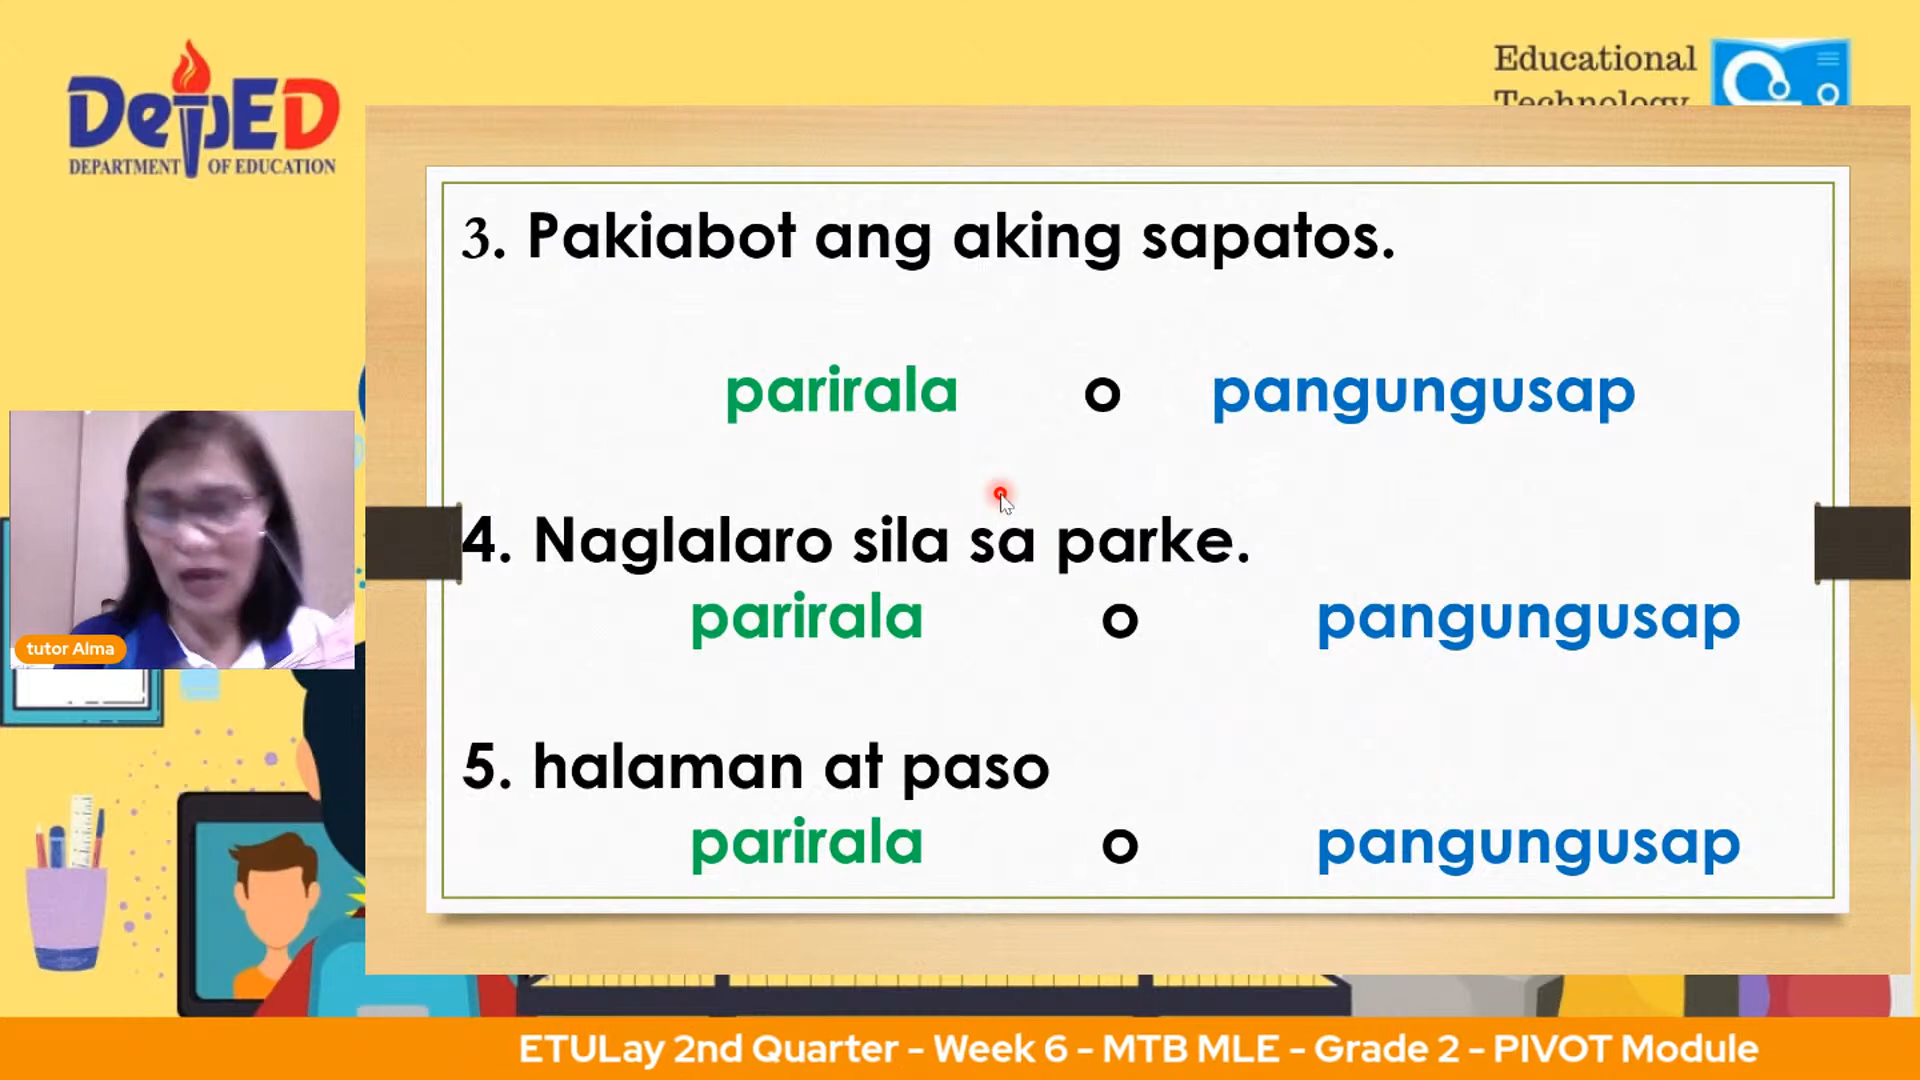 DepED
DEPARTMENT OF EDUCATION
Educational
Technology
3. Pakiabot ang aking sapatos.
parirala o pangungusap
4. Naglalaro sila sa parke.
parirala o pangungusap
5. halaman at paso
parirala o pangungusap
tutor Alma
ETULay 2nd Quarter - Week 6 - MTB MLE - Grade 2 - PIVOT Module